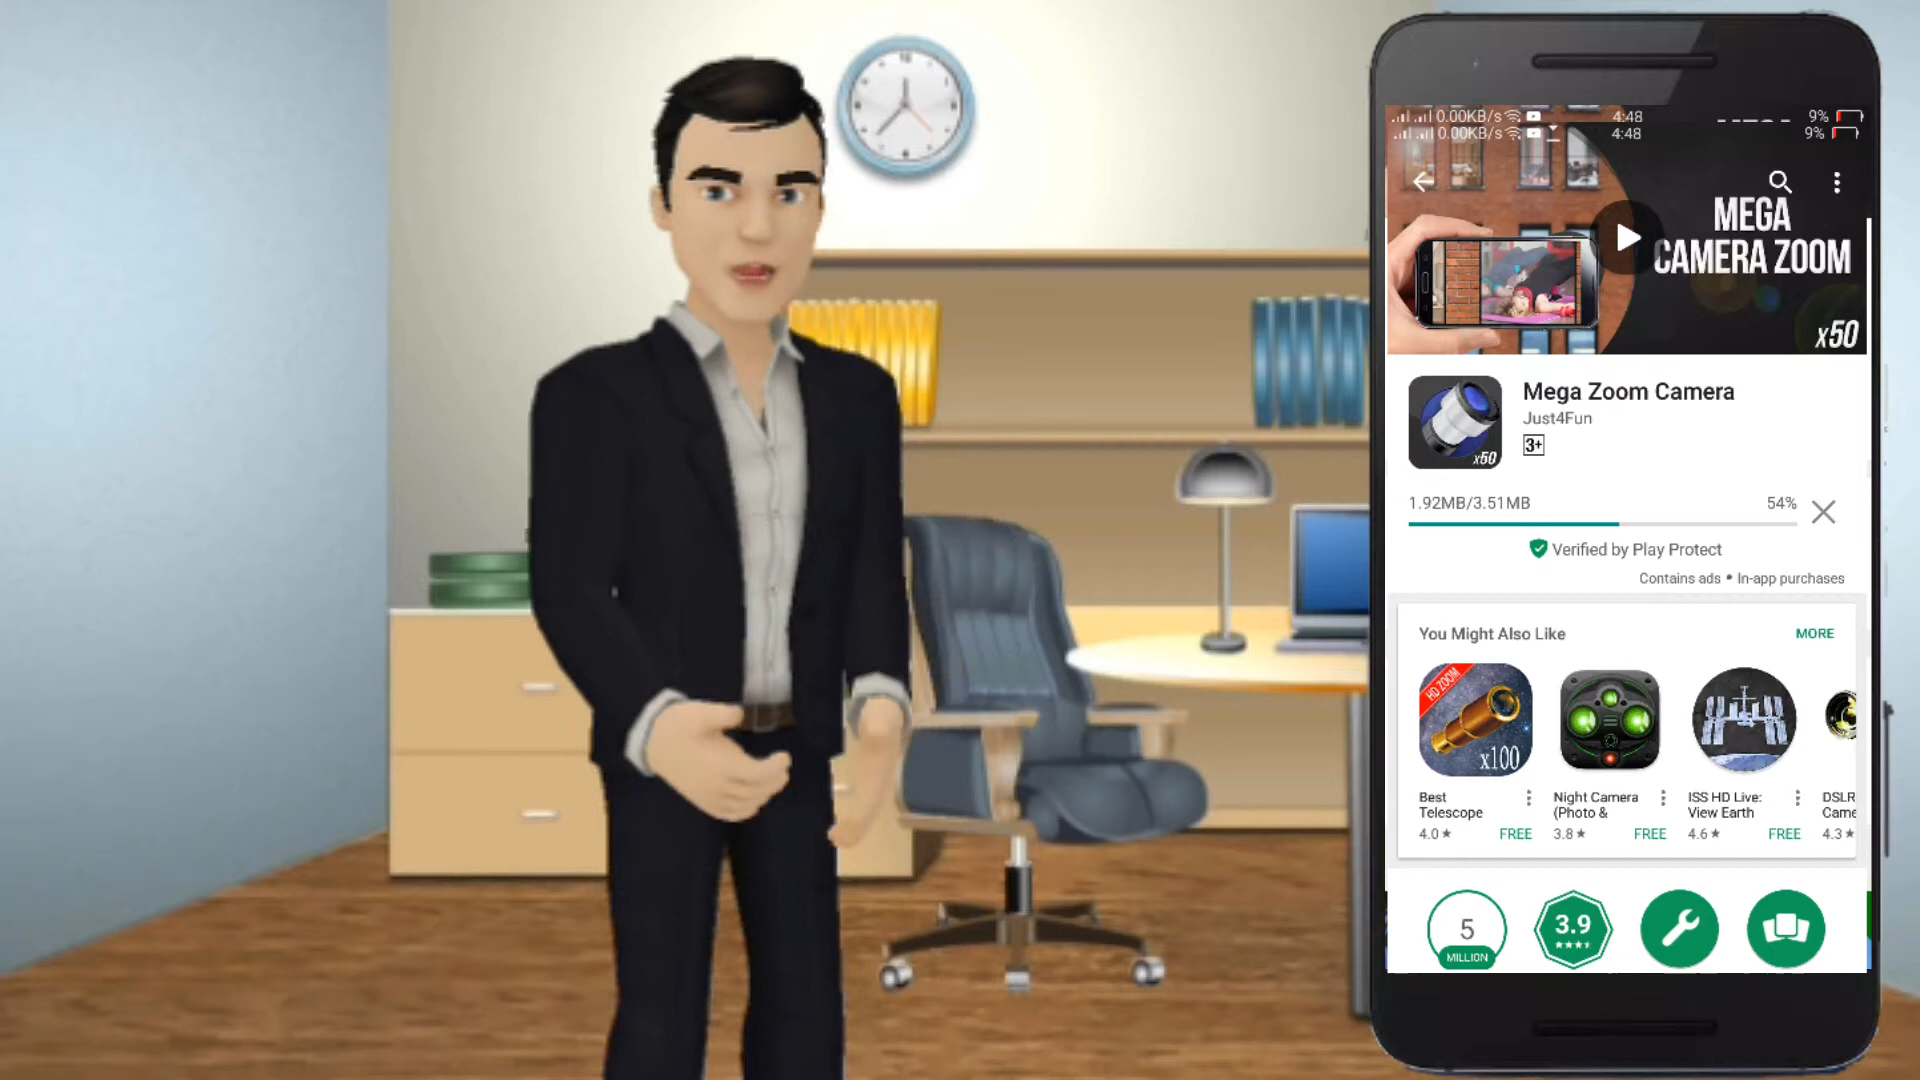 0.00KB/s 4:48 9%
0.00KB/s 4:48 9%
MEGA
CAMERA ZOOM
x50
Mega Zoom Camera
Just4Fun
3+
x50
1.92MB/3.51MB 54%
Verified by Play Protect
Contains ads • In-app purchases
You Might Also Like MORE
HD ZOOM
x100
Best
Telescope
4.0★ FREE
Night Camera
(Photo &
3.8★ FREE
ISS HD Live:
View Earth
4.6★ FREE
DSLR
Came
4.3★
5
MILLION
3.9